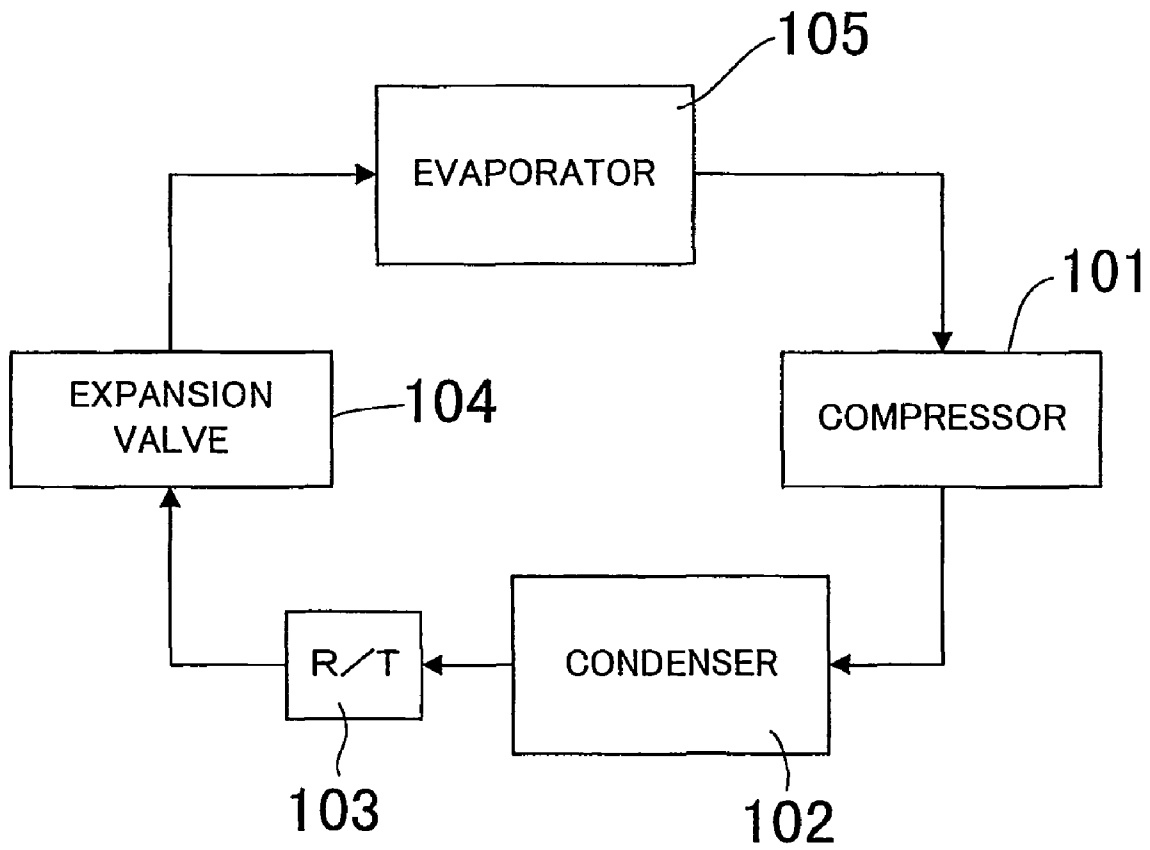 105
EVAPORATOR
101
EXPANSION
VALVE
104
COMPRESSOR
R/T
CONDENSER
103
102